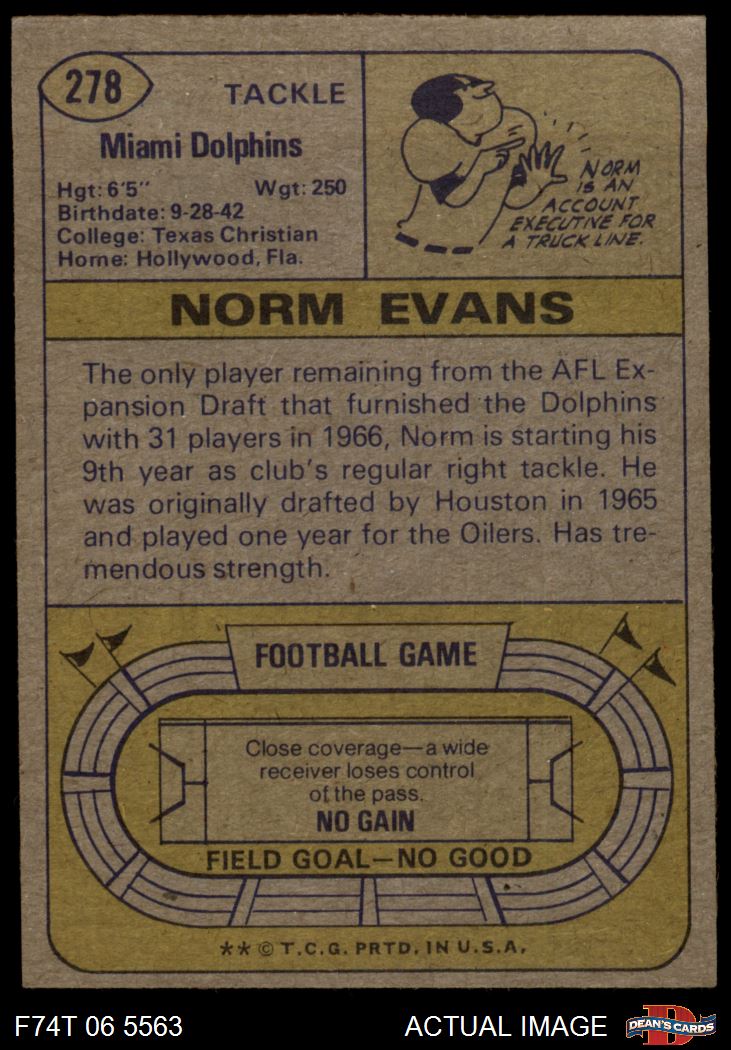 278
TACKLE
Miami Dolphins
Hgt: 6'5" Wgt: 250
Birthdate: 9-28-42
College: Texas Christian
Home: Hollywood, Fla.
NORM
IS AN
ACCOUNT
EXECUTIVE FOR
A TRUCK LINE.
NORM EVANS
The only player remaining from the AFL Ex-
pansion Draft that furnished the Dolphins
with 31 players in 1966, Norm is starting his
9th year as club's regular right tackle. He
was originally drafted by Houston in 1965
and played one year for the Oilers. Has tre-
mendous strength.
FOOTBALL GAME
Close coverage—a wide
receiver loses control
of the pass.
NO GAIN
FIELD GOAL—NO GOOD
** © T.C.G. PRTD. IN U.S.A.
F74T 06 5563 ACTUAL IMAGE
D
DEAN'S CARDS